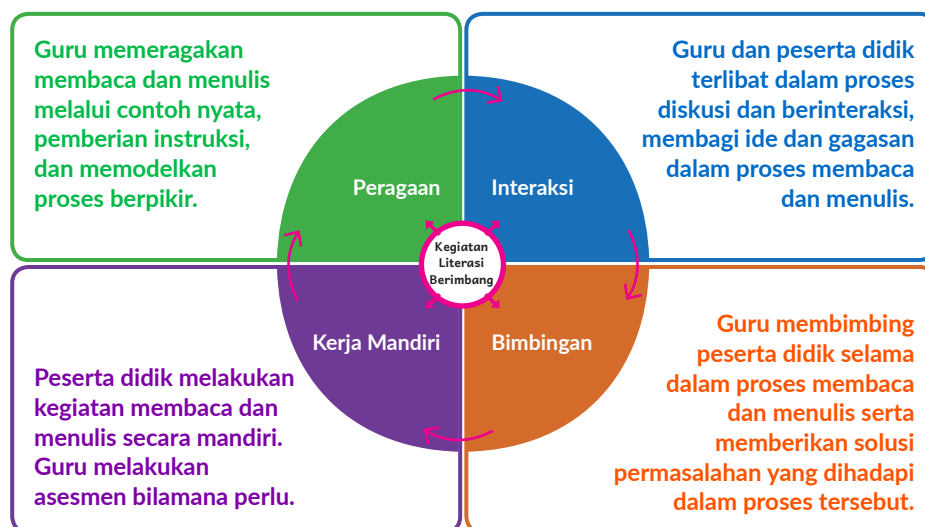 Guru memeragakan
membaca dan menulis
melalui contoh nyata,
pemberian instruksi,
dan memodelkan
proses berpikir.
Guru dan peserta didik
terlibat dalam proses
diskusi dan berinteraksi,
membagi ide dan gagasan
dalam proses membaca
dan menulis.
Peragaan
Interaksi
Kegiatan
Literasi
Berimbang
Kerja Mandiri
Bimbingan
Peserta didik melakukan
kegiatan membaca dan
menulis secara mandiri.
Guru melakukan
asesmen bilamana perlu.
Guru membimbing
peserta didik selama
dalam proses membaca
dan menulis serta
memberikan solusi
permasalahan yang dihadapi
dalam proses tersebut.